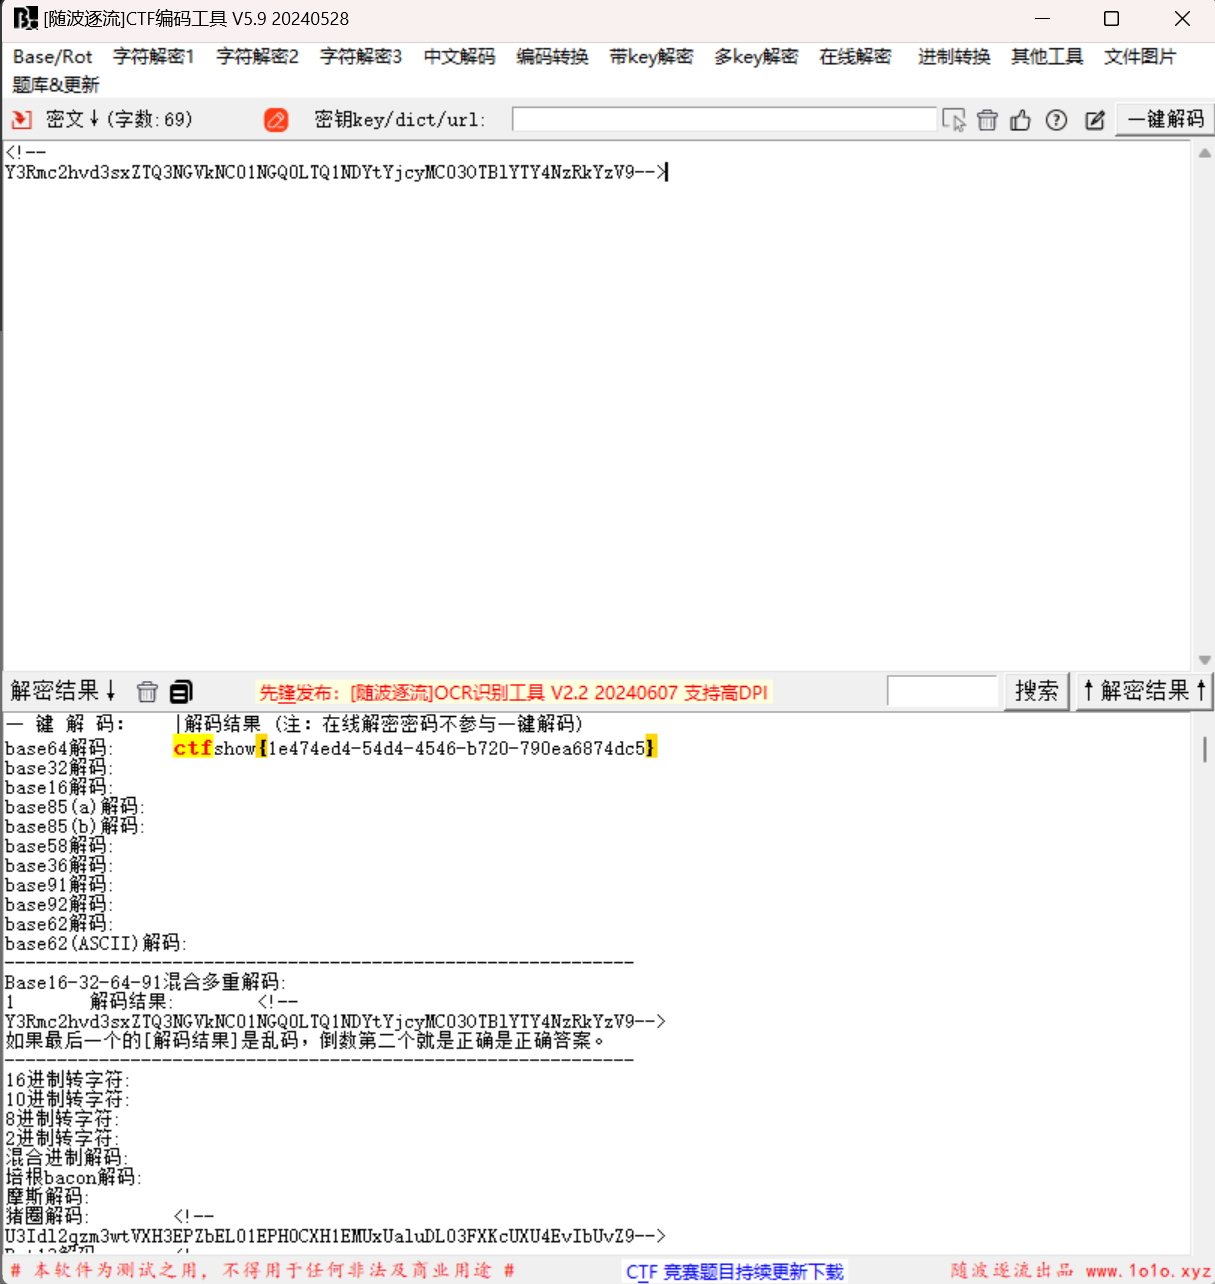 [随波逐流]CTF编码工具 V5.9 20240528
Base/Rot 字符解密1 字符解密2 字符解密3 中文解码 编码转换 带key解密 多key解密 在线解密 进制转换 其他工具 文件图片
题库&更新
密文↓(字数:69) 密钥key/dict/url: 一键解码
<!--
Y3Rmc2hvd3sxZTQ3NGVkNC01NGQ0LTQ1NDYtYjcyMC03OTBlYTY4NzRkYzV9-->
解密结果↓ 先锋发布：[随波逐流]OCR识别工具 V2.2 20240607 支持高DPI 搜索 ↑解密结果↑
一 键 解 码: |解码结果 (注: 在线解密密码不参与一键解码)
base64解码: ctfshow{1e474ed4-54d4-4546-b720-790ea6874dc5}
base32解码:
base16解码:
base85(a)解码:
base85(b)解码:
base58解码:
base36解码:
base91解码:
base92解码:
base62解码:
base62(ASCII)解码:
------------------------------------------------------------
Base16-32-64-91混合多重解码:
1 解码结果: <!--
Y3Rmc2hvd3sxZTQ3NGVkNC01NGQ0LTQ1NDYtYjcyMC03OTBlYTY4NzRkYzV9-->
如果最后一个的[解码结果]是乱码，倒数第二个就是正确是正确答案。
------------------------------------------------------------
16进制转字符:
10进制转字符:
8进制转字符:
2进制转字符:
混合进制解码:
培根bacon解码:
摩斯解码:
猪圈解码: <!--
U3Idl2qzm3wtVXH3EPZbEL01EPH0CXH1EMUxUaluDL03FXKcUXU4EvIbUvZ9-->
# 本软件为测试之用, 不得用于任何非法及商业用途 # CTF 竞赛题目持续更新下载 随波逐流出品 www.1o1o.xyz